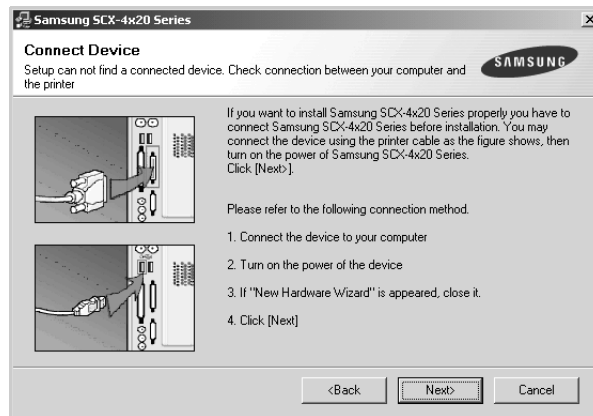 Samsung SCX-4x20 Series
Connect Device
Setup can not find a connected device. Check connection between your computer and
the printer
SAMSUNG
If you want to install Samsung SCX-4x20 Series properly you have to
connect Samsung SCX-4x20 Series before installation. You may
connect the device using the printer cable as the figure shows, then
turn on the power of Samsung SCX-4x20 Series.
Click [Next>].
Please refer to the following connection method.
1. Connect the device to your computer
2. Turn on the power of the device
3. If "New Hardware Wizard" is appeared, close it.
4. Click [Next]
<Back
Next>
Cancel